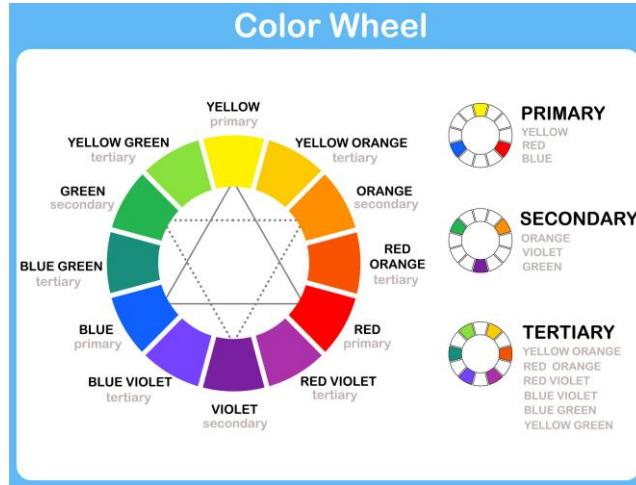 Color Wheel
YELLOW
primary
YELLOW ORANGE
tertiary
ORANGE
secondary
RED
ORANGE
tertiary
RED
primary
RED VIOLET
tertiary
VIOLET
secondary
BLUE VIOLET
tertiary
BLUE
primary
BLUE GREEN
tertiary
GREEN
secondary
YELLOW GREEN
tertiary
PRIMARY
YELLOW
RED
BLUE
SECONDARY
ORANGE
VIOLET
GREEN
TERTIARY
YELLOW ORANGE
RED ORANGE
RED VIOLET
BLUE VIOLET
BLUE GREEN
YELLOW GREEN